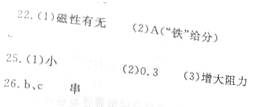 22.(1)磁性有无 (2)A(“铁”给分)
25.(1)小 (2)0.3 (3)增大阻力
26.b、c 串